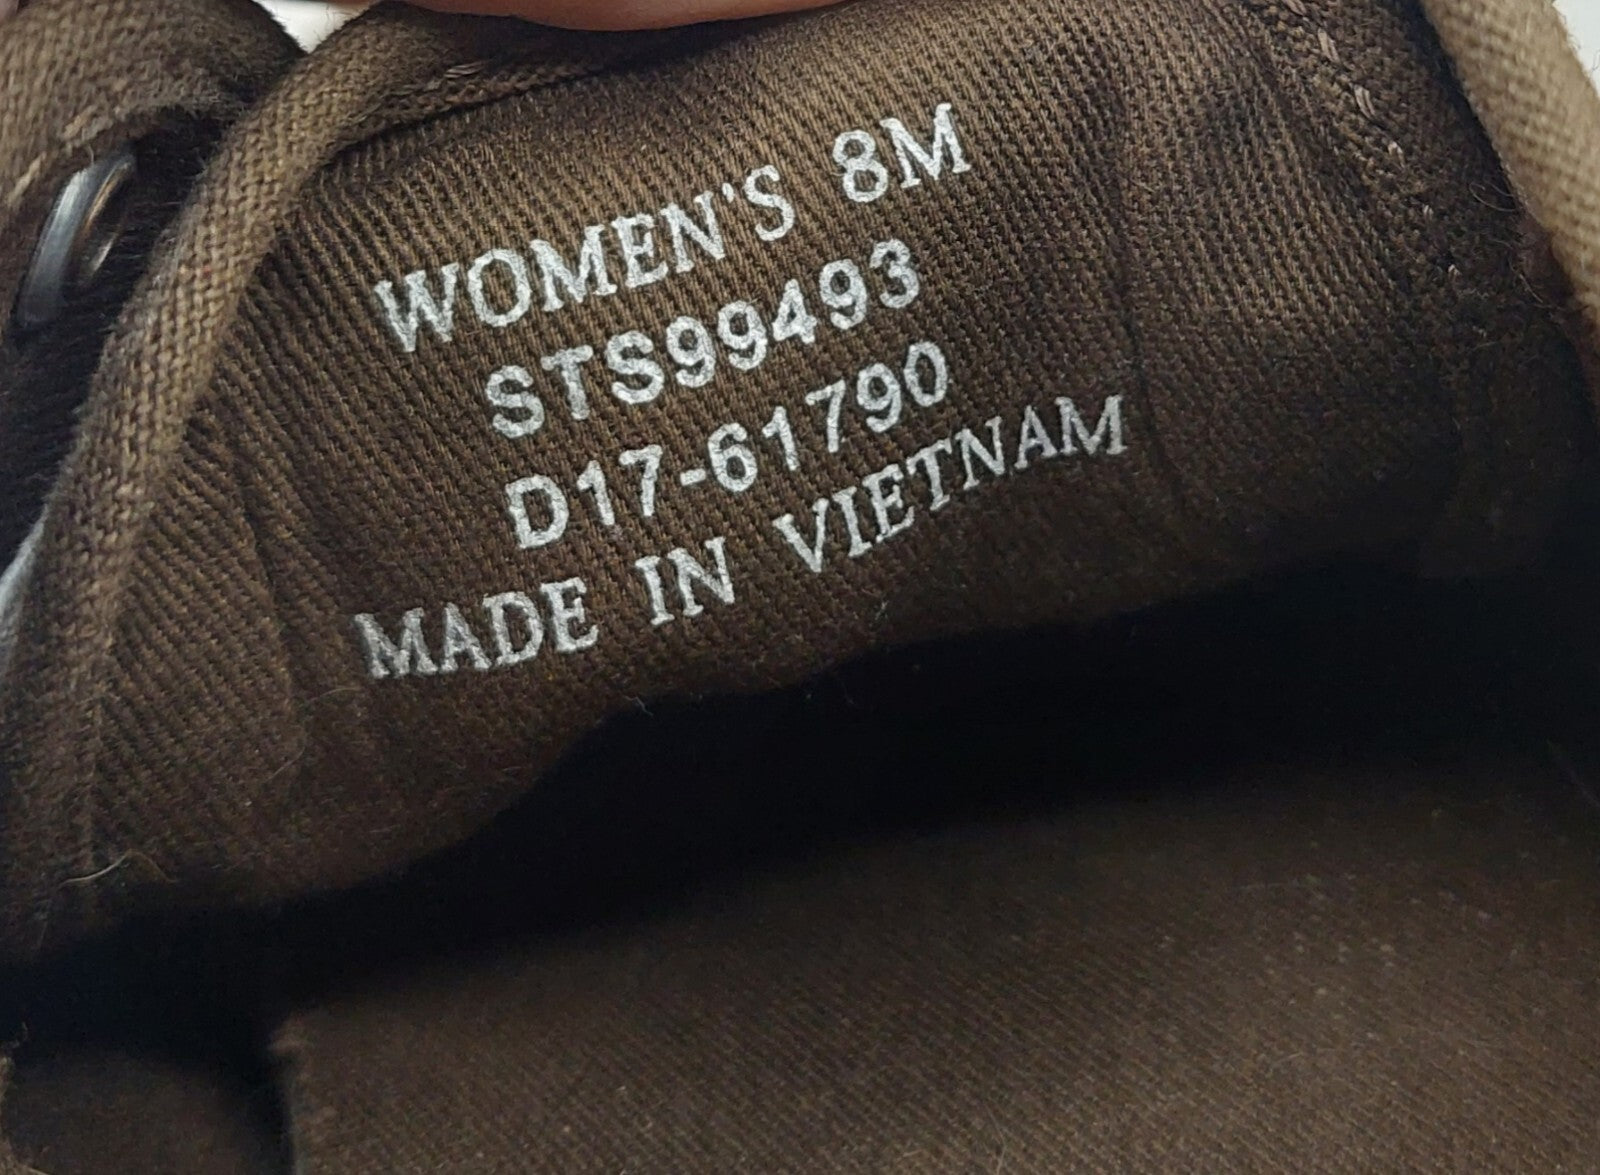 WOMEN'S 8M
STS99493
D17-61790
MADE IN VIETNAM